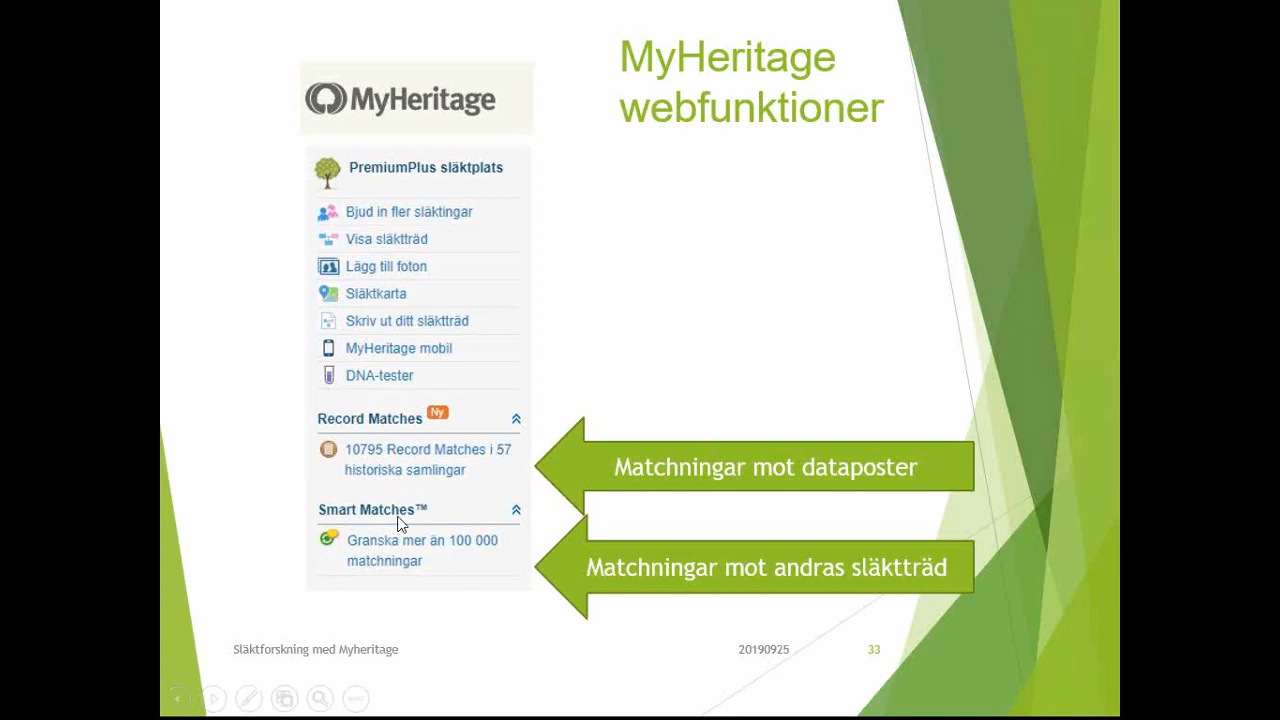 MyHeritage
webfunktioner
MyHeritage
PremiumPlus släktplats
Bjud in fler släktingar
Visa släktträd
Lägg till foton
Släktkarta
Skriv ut ditt släktträd
MyHeritage mobil
DNA-tester
Record Matches Ny
10795 Record Matches i 57
historiska samlingar
Matchningar mot dataposter
Smart Matches™
Granska mer än 100 000
matchningar
Matchningar mot andras släktträd
Släktforskning med Myheritage
20190925
33